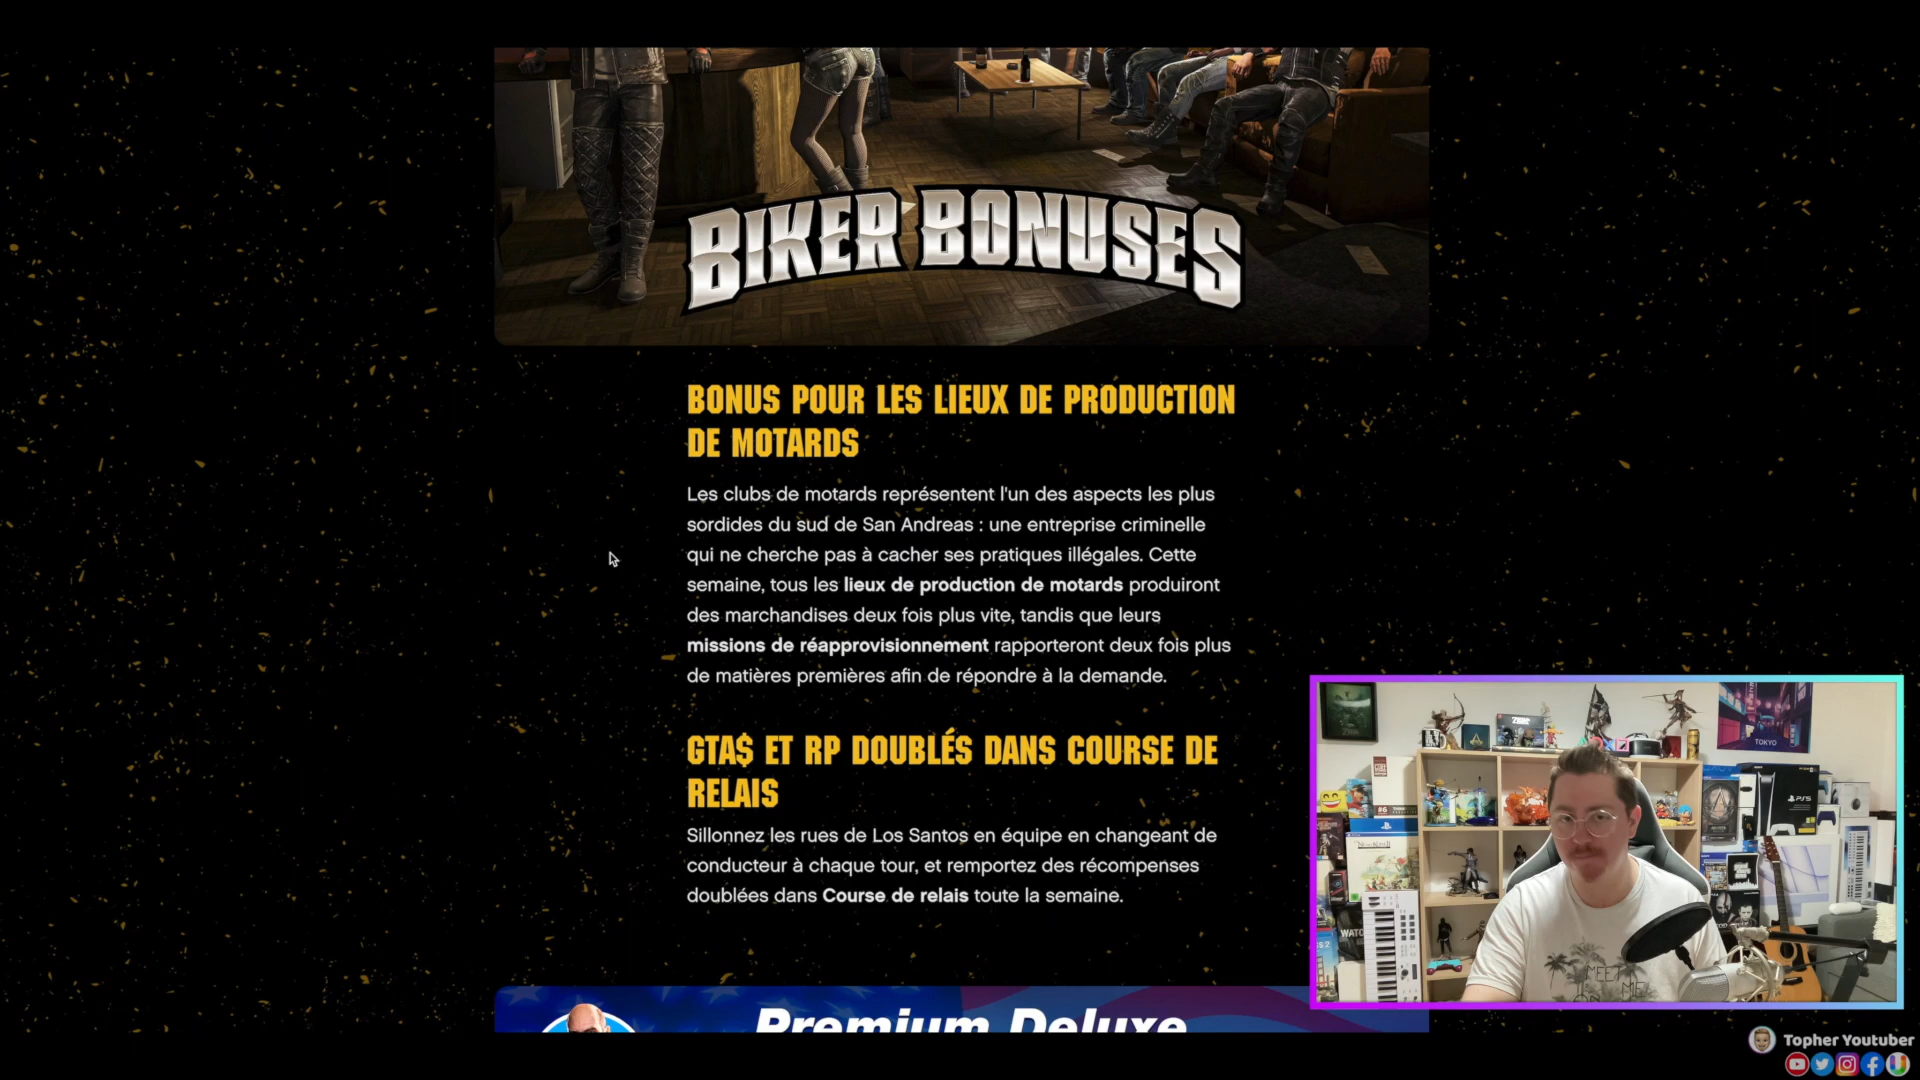 BIKER BONUSES
BONUS POUR LES LIEUX DE PRODUCTION
DE MOTARDS
Les clubs de motards représentent l'un des aspects les plus
sordides du sud de San Andreas : une entreprise criminelle
qui ne cherche pas à cacher ses pratiques illégales. Cette
semaine, tous les lieux de production de motards produiront
des marchandises deux fois plus vite, tandis que leurs
missions de réapprovisionnement rapporteront deux fois plus
de matières premières afin de répondre à la demande.
GTA$ ET RP DOUBLÉS DANS COURSE DE
RELAIS
Sillonnez les rues de Los Santos en équipe en changeant de
conducteur à chaque tour, et remportez des récompenses
doublées dans Course de relais toute la semaine.
Premium Deluxe
TOKYO
#6
PS5
WATC
MEET
ME
Topher Youtuber